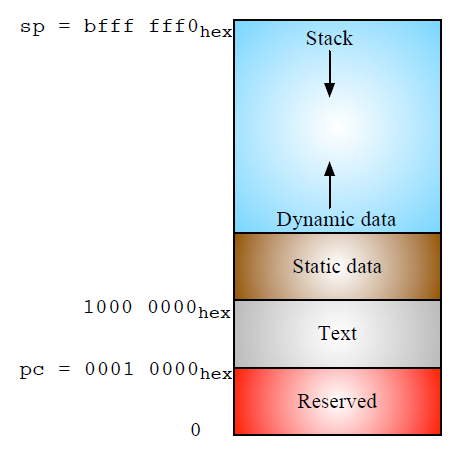 sp = bfff fff0hex
Stack
Dynamic data
Static data
1000 0000hex
Text
pc = 0001 0000hex
Reserved
0